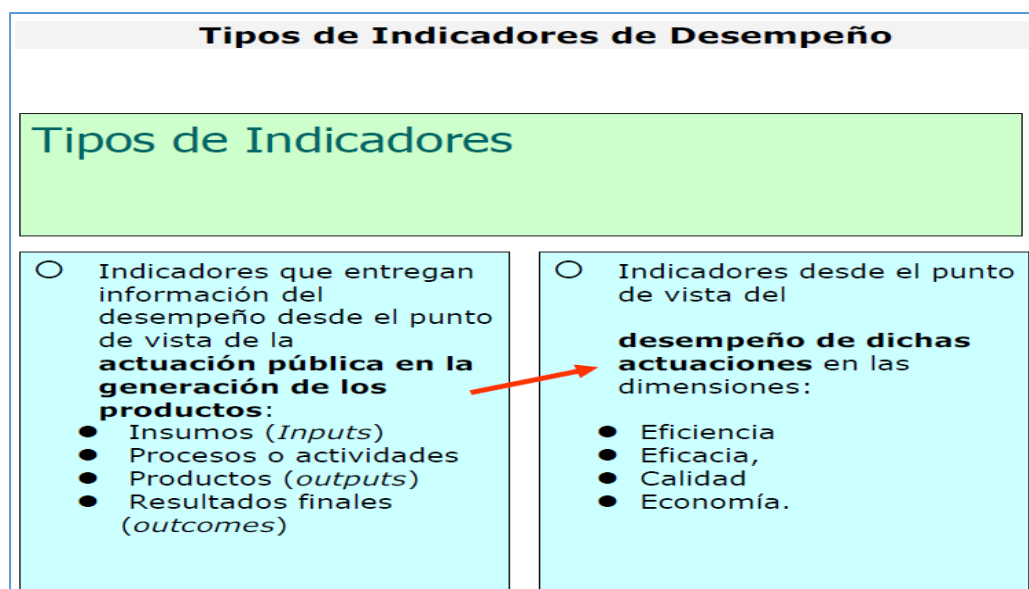 Tipos de Indicadores de Desempeño
Tipos de Indicadores
Indicadores que entregan
información del
desempeño desde el punto
de vista de la
actuación pública en la
generación de los
productos:
● Insumos (Inputs)
● Procesos o actividades
● Productos (outputs)
● Resultados finales
(outcomes)
Indicadores desde el punto
de vista del
desempeño de dichas
actuaciones en las
dimensiones:
● Eficiencia
● Eficacia,
● Calidad
● Economía.